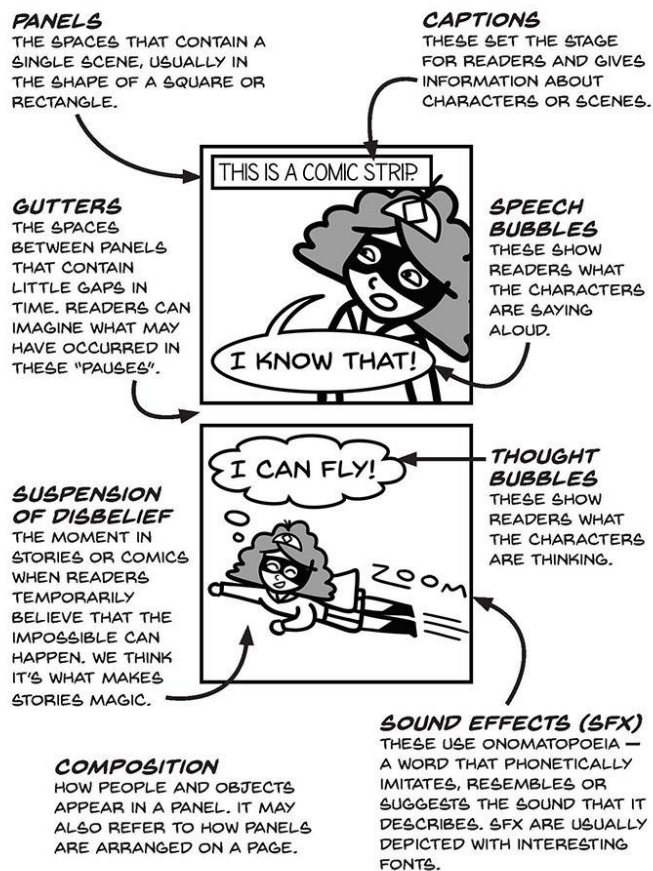 PANELS
THE SPACES THAT CONTAIN A
SINGLE SCENE, USUALLY IN
THE SHAPE OF A SQUARE OR
RECTANGLE.
CAPTIONS
THESE SET THE STAGE
FOR READERS AND GIVES
INFORMATION ABOUT
CHARACTERS OR SCENES.
THIS IS A COMIC STRIP.
GUTTERS
THE SPACES
BETWEEN PANELS
THAT CONTAIN
LITTLE GAPS IN
TIME. READERS CAN
IMAGINE WHAT MAY
HAVE OCCURRED IN
THESE “PAUSES”.
SPEECH
BUBBLES
THESE SHOW
READERS WHAT
THE CHARACTERS
ARE SAYING
ALOUD.
I KNOW THAT!
I CAN FLY!
THOUGHT
BUBBLES
THESE SHOW
READERS WHAT
THE CHARACTERS
ARE THINKING.
SUSPENSION
OF DISBELIEF
THE MOMENT IN
STORIES OR COMICS
WHEN READERS
TEMPORARILY
BELIEVE THAT THE
IMPOSSIBLE CAN
HAPPEN. WE THINK
IT'S WHAT MAKES
STORIES MAGIC.
ZOOM
COMPOSITION
HOW PEOPLE AND OBJECTS
APPEAR IN A PANEL. IT MAY
ALSO REFER TO HOW PANELS
ARE ARRANGED ON A PAGE.
SOUND EFFECTS (SFX)
THESE USE ONOMATOPOEIA —
A WORD THAT PHONETICALLY
IMITATES, RESEMBLES OR
SUGGESTS THE SOUND THAT IT
DESCRIBES. SFX ARE USUALLY
DEPICTED WITH INTERESTING
FONTS.